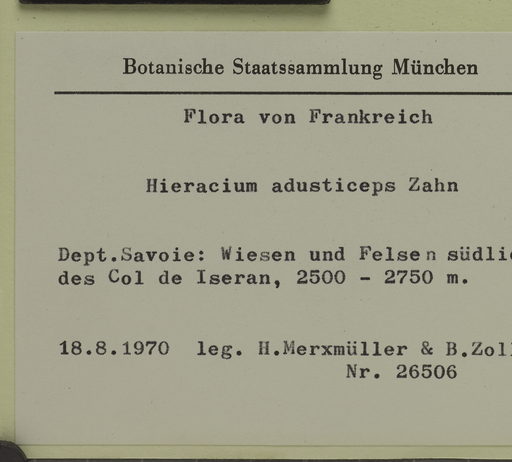 Botanische Staatssammlung München
Flora von Frankreich
Hieracium adusticeps Zahn
Dept.Savoie: Wiesen und Felsen südli
des Col de Iseran, 2500 - 2750 m.
18.8.1970 leg. H.Merxmüller & B.Zol
Nr. 26506